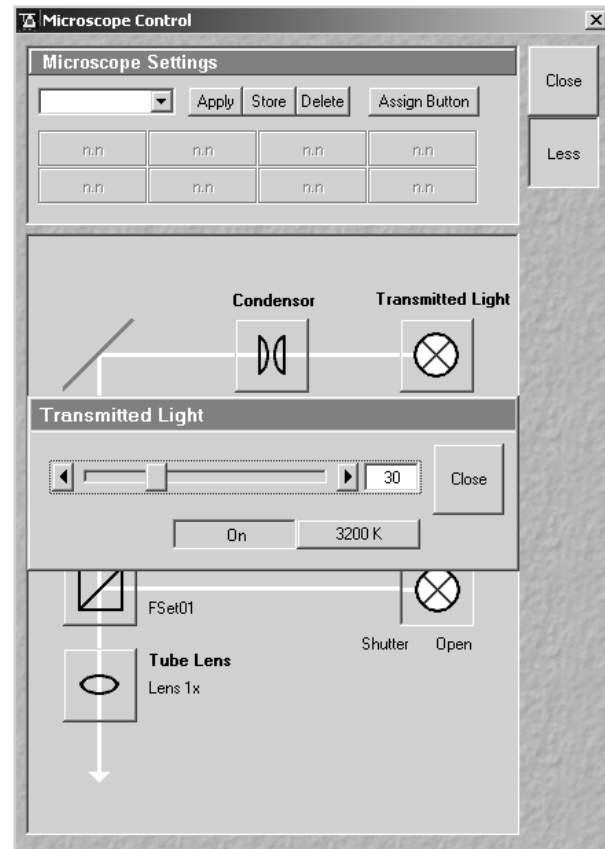 Microscope Control
Microscope Settings
Close
Apply Store Delete Assign Button
n.n n.n n.n n.n
Less
n.n n.n n.n n.n
Condensor Transmitted Light
Transmitted Light
30 Close
On 3200 K
FSet01
Shutter Open
Tube Lens
Lens 1x